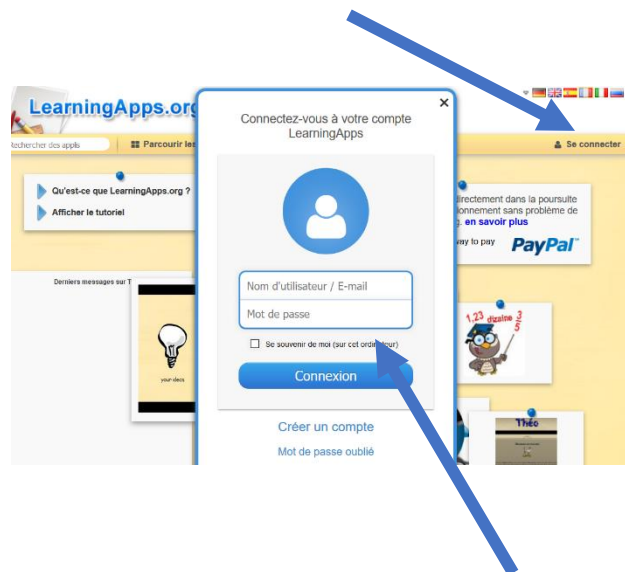 LearningApps.org
Rechercher des applis
Parcourir les
Se connecter
Qu'est-ce que LearningApps.org ?
Afficher le tutoriel
Derniers messages sur
your decs
×
Connectez-vous à votre compte
LearningApps
Nom d'utilisateur / E-mail
Mot de passe
Se souvenir de moi (sur cet ordinateur)
Connexion
Créer un compte
Mot de passe oublié
directement dans la poursuite
ionnement sans problème de
en savoir plus
way to pay
PayPal™
1,23 dizaine 3/5
Théo